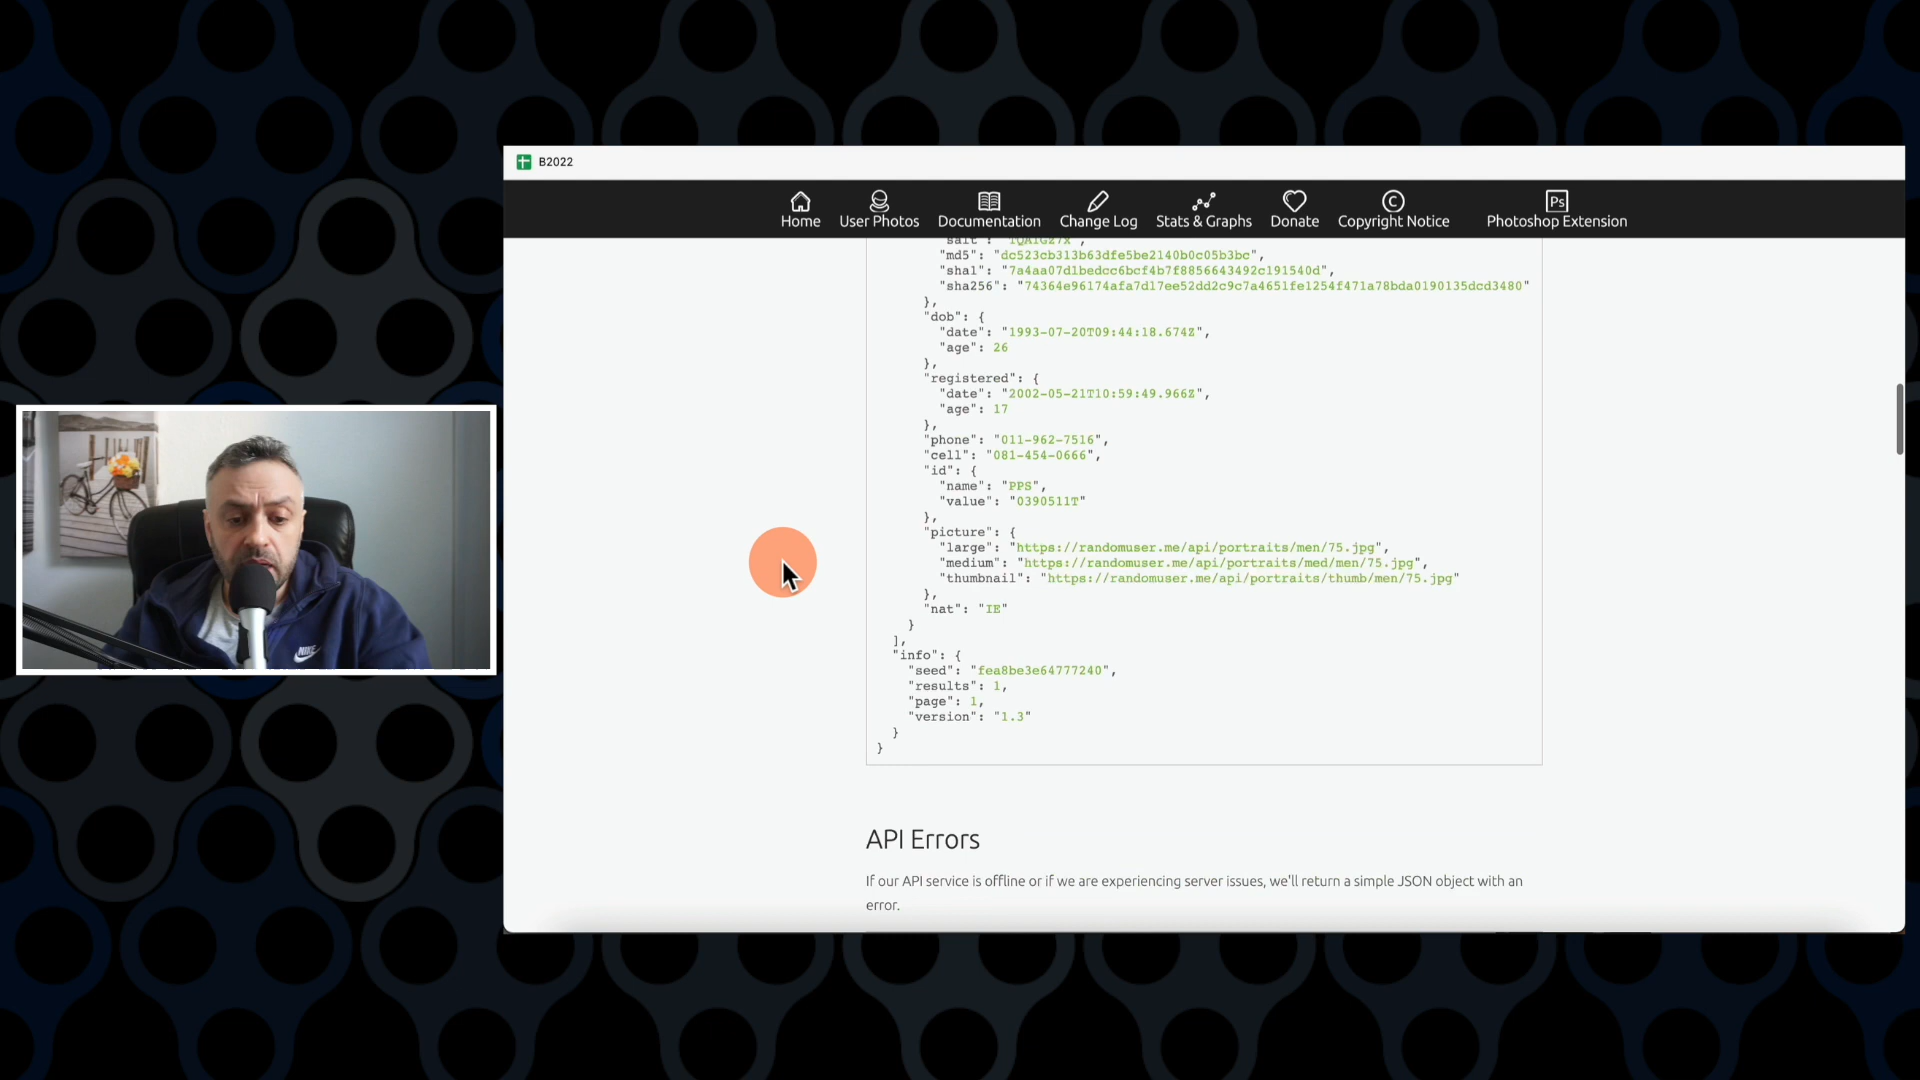 B2022
Home User Photos Documentation Change Log Stats & Graphs Donate Copyright Notice Photoshop Extension
"salt": "TQA1Gz7x",
"md5": "dc523cb313b63dfe5be2140b0c05b3bc",
"sha1": "7a4aa07d1bedcc6bcf4b7f8856643492c191540d",
"sha256": "74364e96174afa7d17ee52dd2c9c7a4651fe1254f471a78bda0190135dcd3480"
},
"dob": {
"date": "1993-07-20T09:44:18.674Z",
"age": 26
},
"registered": {
"date": "2002-05-21T10:59:49.966Z",
"age": 17
},
"phone": "011-962-7516",
"cell": "081-454-0666",
"id": {
"name": "PPS",
"value": "0390511T"
},
"picture": {
"large": "https://randomuser.me/api/portraits/men/75.jpg",
"medium": "https://randomuser.me/api/portraits/med/men/75.jpg",
"thumbnail": "https://randomuser.me/api/portraits/thumb/men/75.jpg"
},
"nat": "IE"
}
],
"info": {
"seed": "fea8be3e64777240",
"results": 1,
"page": 1,
"version": "1.3"
}
}
API Errors
If our API service is offline or if we are experiencing server issues, we'll return a simple JSON object with an
error.
NIKE